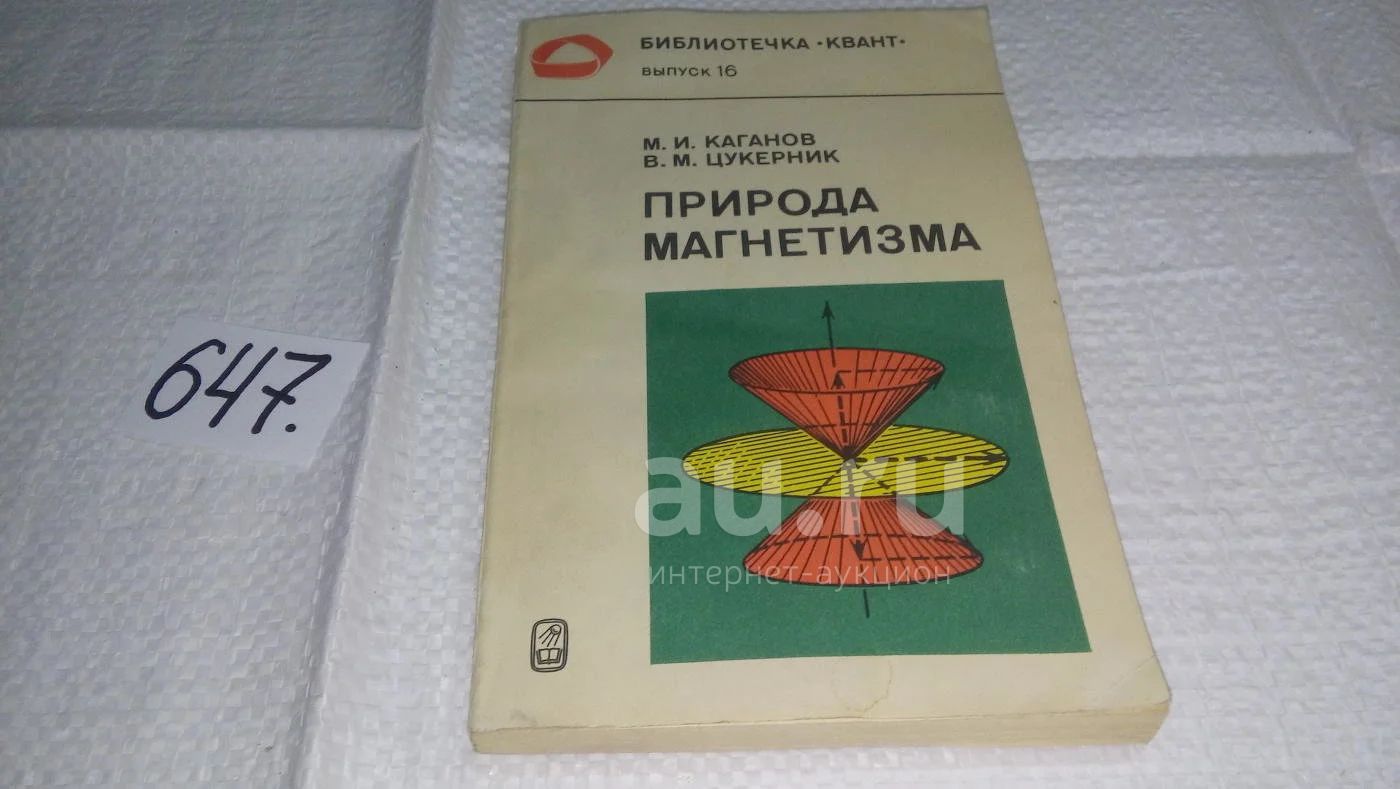 БИБЛИОТЕЧКА •КВАНТ•
ВЫПУСК 16
М. И. КАГАНОВ
В. М. ЦУКЕРНИК
ПРИРОДА
МАГНЕТИЗМА
647.
au.ru
интернет-аукцион